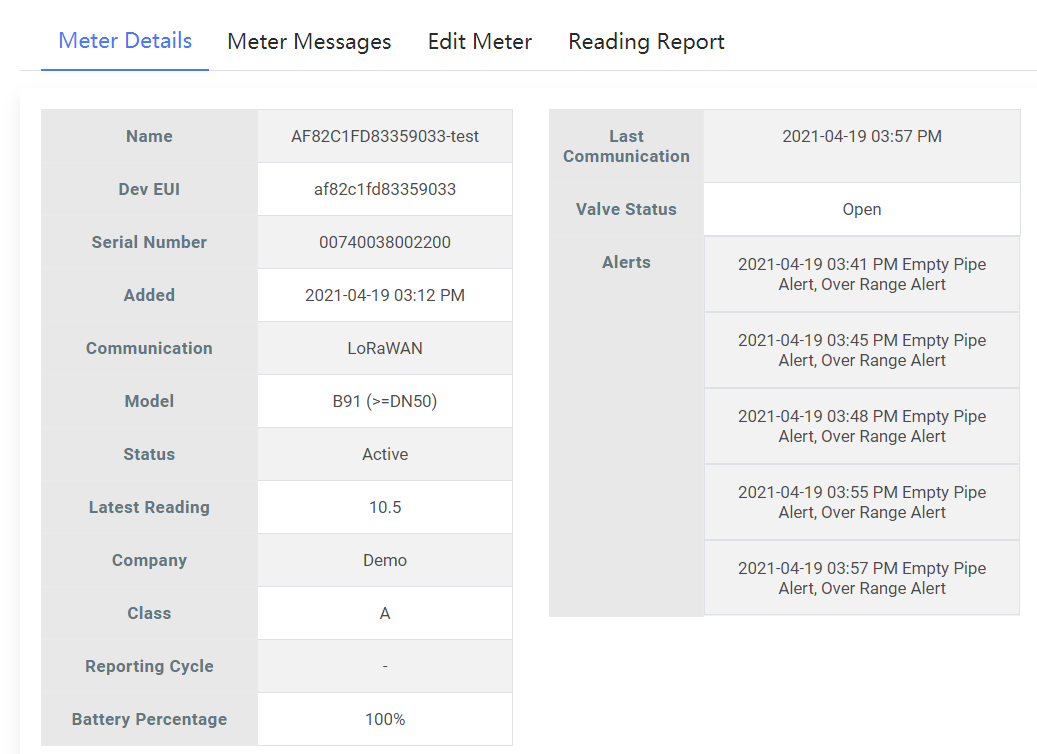 Meter Details Meter Messages Edit Meter Reading Report
Name AF82C1FD83359033-test
Dev EUI af82c1fd83359033
Serial Number 00740038002200
Added 2021-04-19 03:12 PM
Communication LoRaWAN
Model B91 (>=DN50)
Status Active
Latest Reading 10.5
Company Demo
Class A
Reporting Cycle -
Battery Percentage 100%
Last 2021-04-19 03:57 PM
Communication
Valve Status Open
Alerts 2021-04-19 03:41 PM Empty Pipe
Alert, Over Range Alert
2021-04-19 03:45 PM Empty Pipe
Alert, Over Range Alert
2021-04-19 03:48 PM Empty Pipe
Alert, Over Range Alert
2021-04-19 03:55 PM Empty Pipe
Alert, Over Range Alert
2021-04-19 03:57 PM Empty Pipe
Alert, Over Range Alert